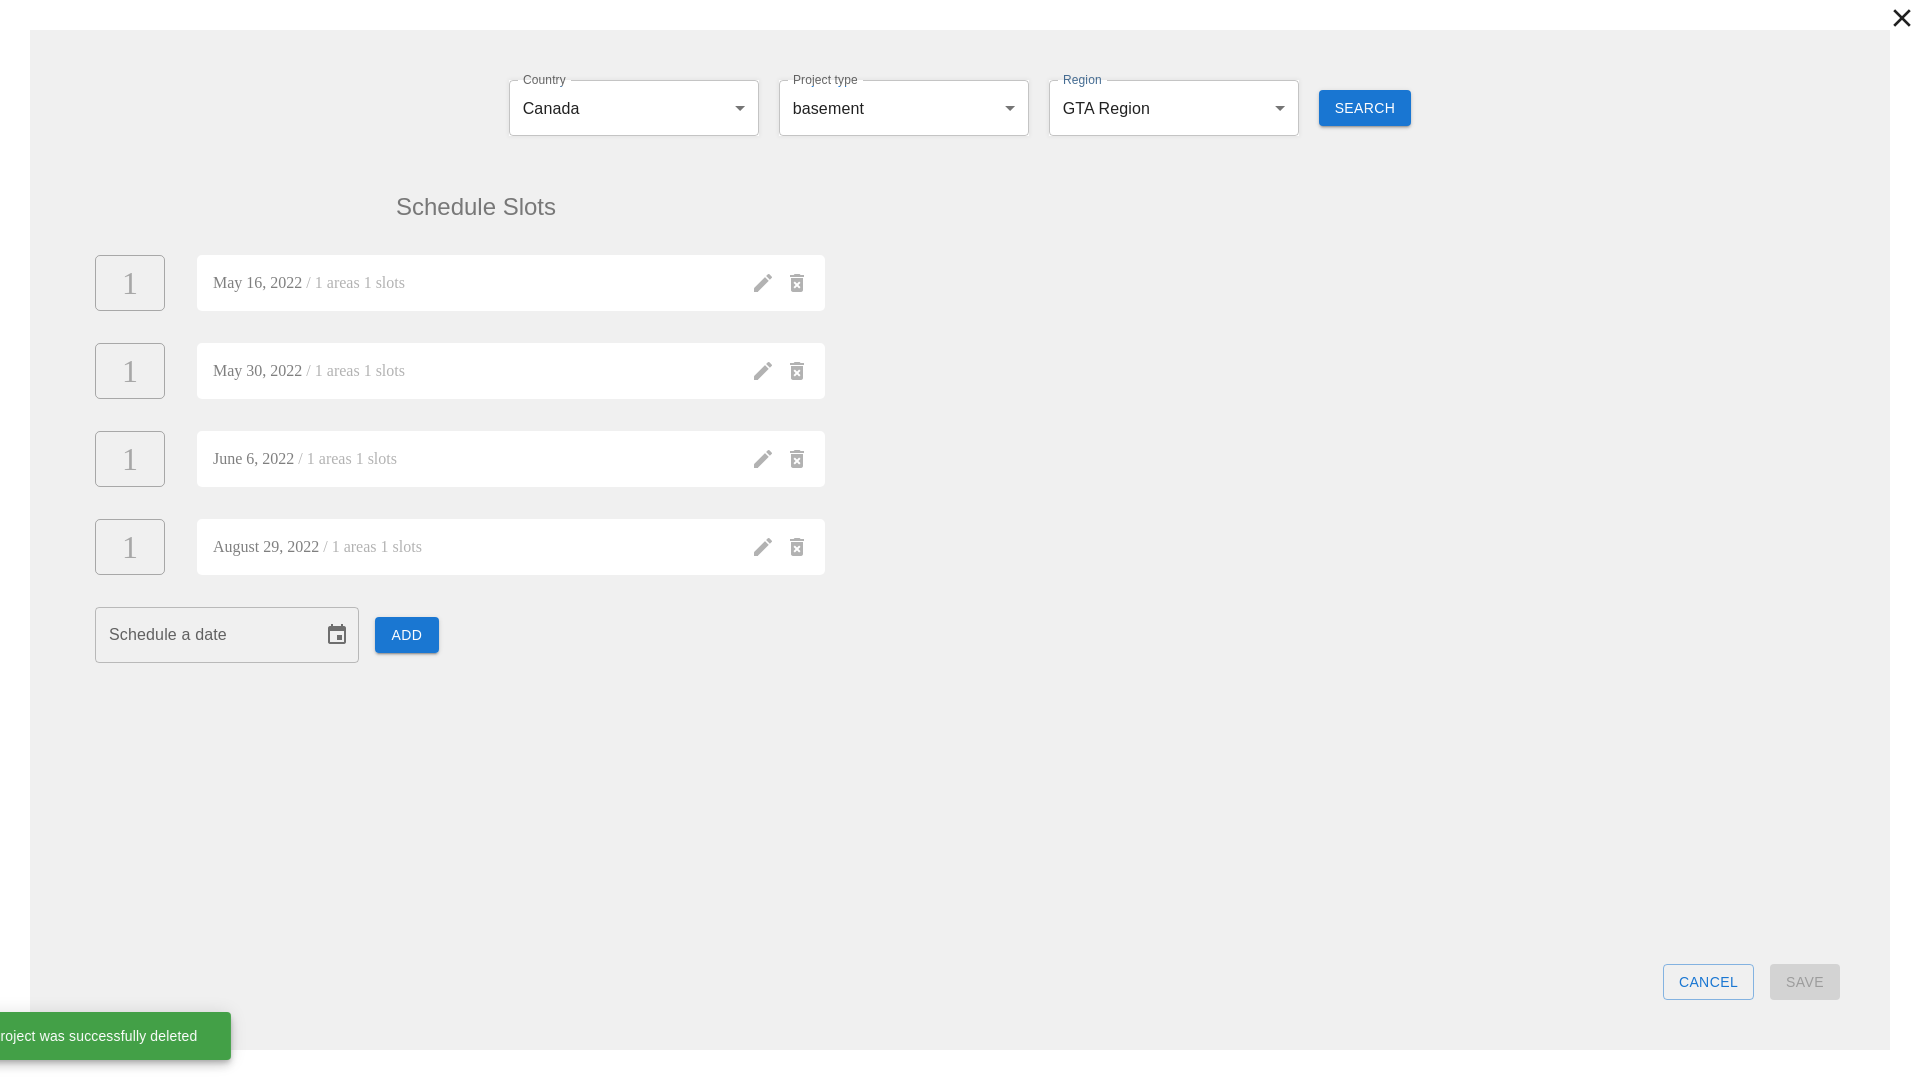 Country
Canada
Project type
basement
Region
GTA Region
SEARCH
Schedule Slots
1
May 16, 2022 / 1 areas 1 slots
1
May 30, 2022 / 1 areas 1 slots
1
June 6, 2022 / 1 areas 1 slots
1
August 29, 2022 / 1 areas 1 slots
Schedule a date
ADD
CANCEL
SAVE
roject was successfully deleted